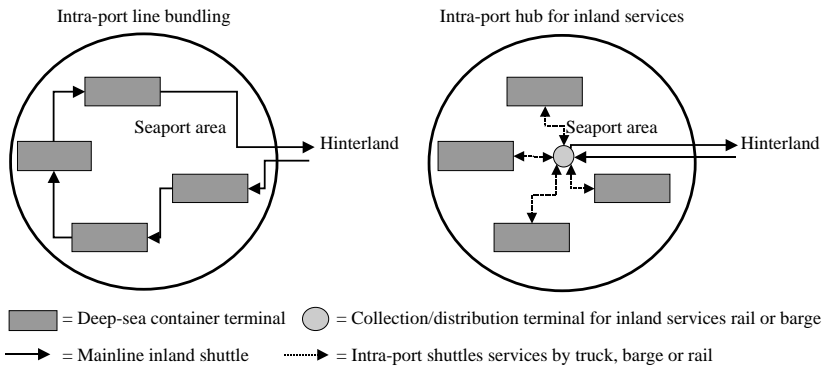 Intra-port line bundling
Intra-port hub for inland services
Seaport area
Hinterland
Seaport area
Hinterland
= Deep-sea container terminal
= Collection/distribution terminal for inland services rail or barge
= Mainline inland shuttle
= Intra-port shuttles services by truck, barge or rail